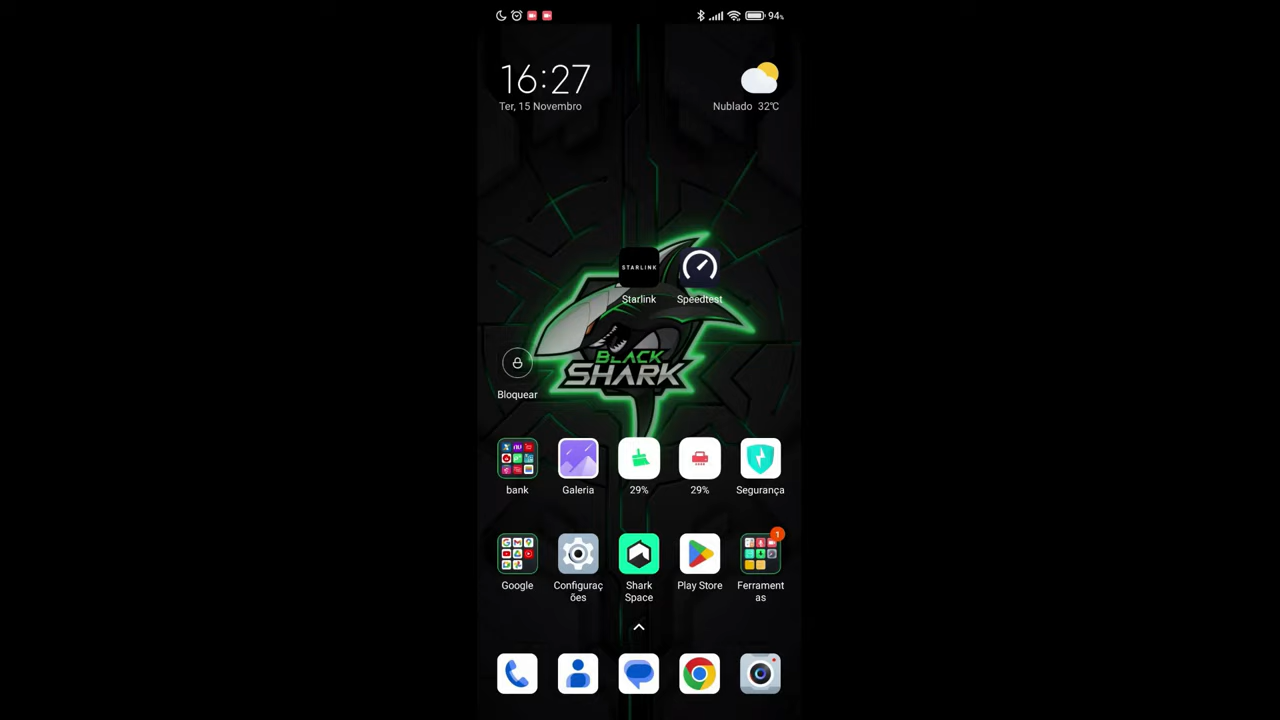 94%
16:27
Ter, 15 Novembro
Nublado 32℃
STARLINK
Starlink
Speedtest
BLACK
SHARK
Bloquear
bank
Galeria
29%
29%
Segurança
1
Google
Configuraç
ões
Shark
Space
Play Store
Ferrament
as